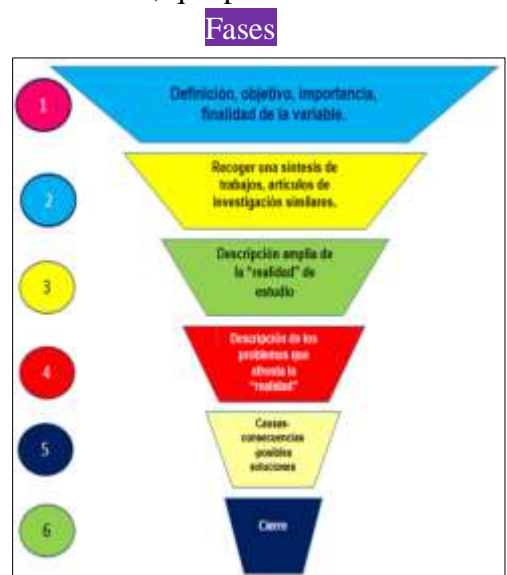 Fases
1
Definición, objetivo, importancia,
finalidad de la variable.
2
Recoger una síntesis de
trabajos, artículos de
investigación similares.
3
Descripción amplia de
la "realidad" de
estudio
4
Descripción de los
problemas que
afronta la
"realidad"
5
Causas-
consecuencias
-posibles
soluciones
6
Cierre